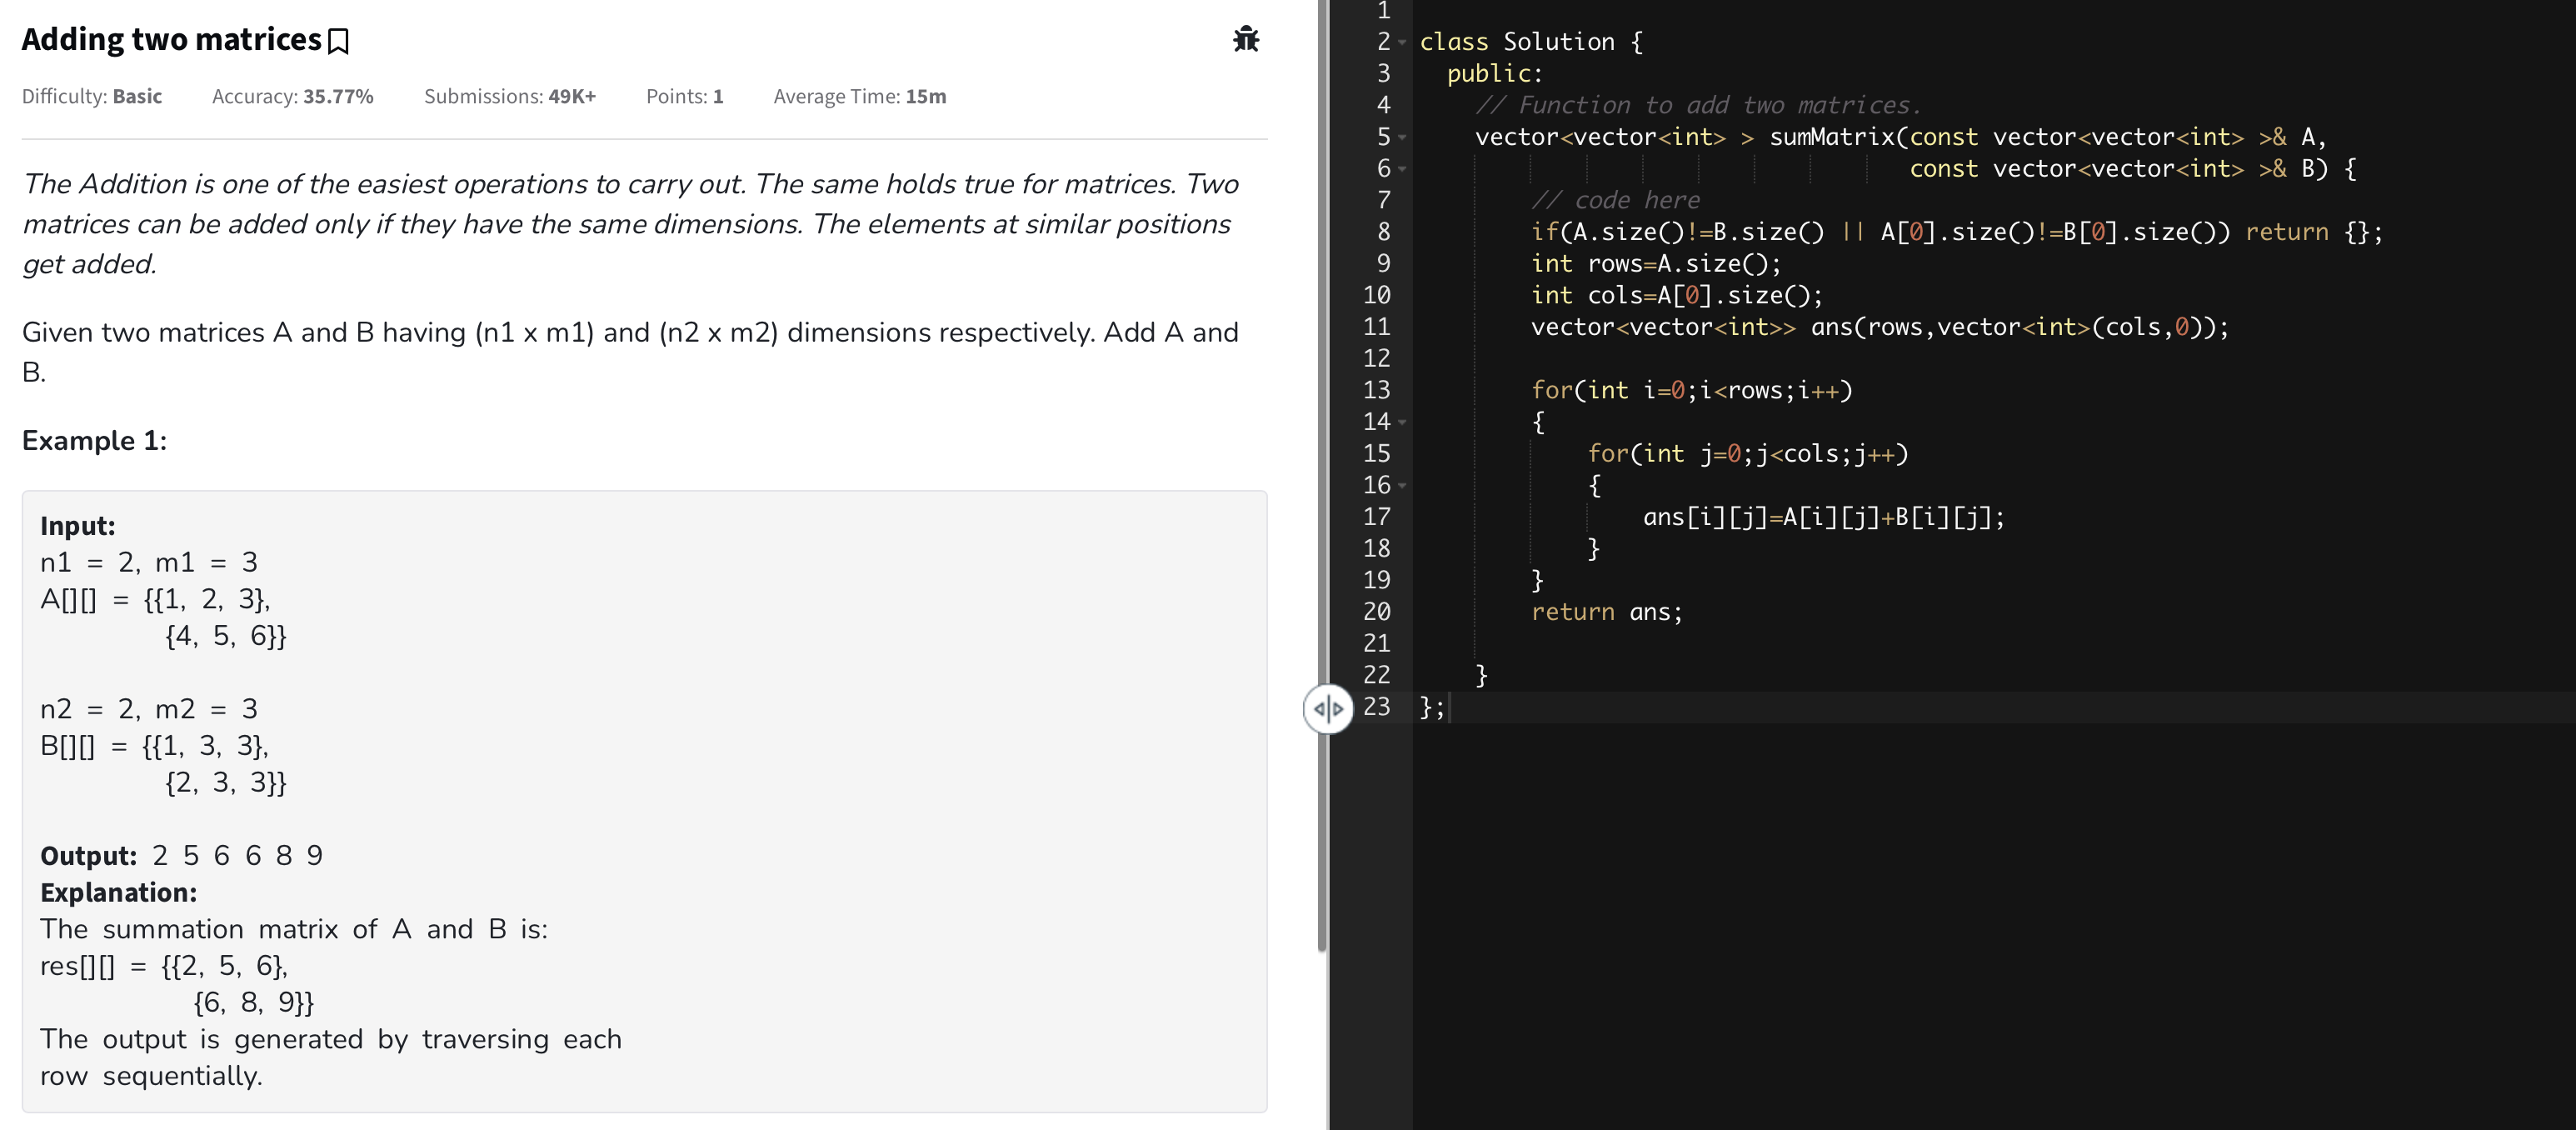 Adding two matrices
Difficulty: Basic Accuracy: 35.77% Submissions: 49K+ Points: 1 Average Time: 15m
The Addition is one of the easiest operations to carry out. The same holds true for matrices. Two
matrices can be added only if they have the same dimensions. The elements at similar positions
get added.
Given two matrices A and B having (n1 x m1) and (n2 x m2) dimensions respectively. Add A and
B.
Example 1:
Input:
n1 = 2, m1 = 3
A[][] = {{1, 2, 3},
{4, 5, 6}}
n2 = 2, m2 = 3
B[][] = {{1, 3, 3},
{2, 3, 3}}
Output: 2 5 6 6 8 9
Explanation:
The summation matrix of A and B is:
res[][] = {{2, 5, 6},
{6, 8, 9}}
The output is generated by traversing each
row sequentially.
1
2 class Solution {
3   public:
4     // Function to add two matrices.
5     vector<vector<int> > sumMatrix(const vector<vector<int> >& A,
6                                    const vector<vector<int> >& B) {
7         // code here
8         if(A.size()!=B.size() || A[0].size()!=B[0].size()) return {};
9         int rows=A.size();
10         int cols=A[0].size();
11         vector<vector<int>> ans(rows,vector<int>(cols,0));
12
13         for(int i=0;i<rows;i++)
14         {
15             for(int j=0;j<cols;j++)
16             {
17                 ans[i][j]=A[i][j]+B[i][j];
18             }
19         }
20         return ans;
21
22     }
23 };